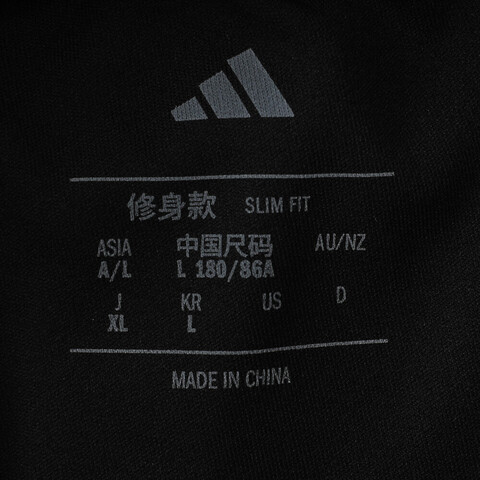 修身款 SLIM FIT
ASIA 中国尺码 AU/NZ
A/L L 180/86A
J KR US D
XL L
MADE IN CHINA